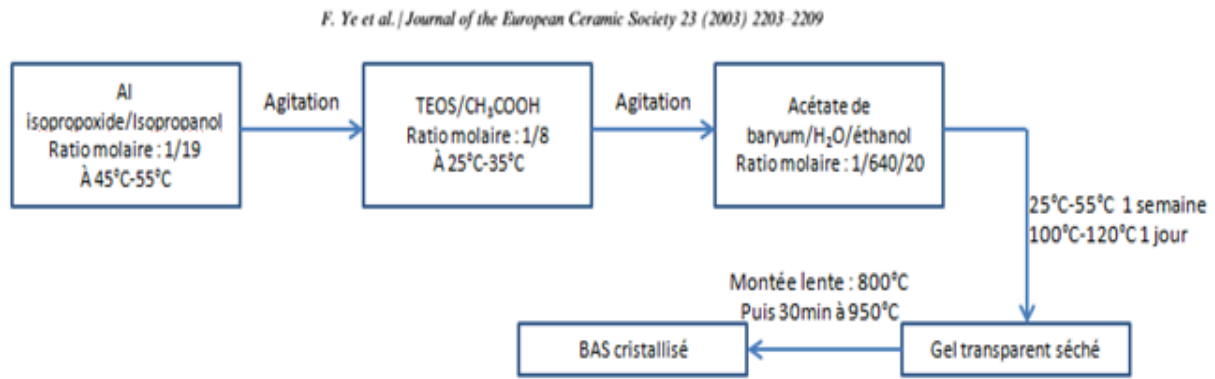 F. Ye et al. / Journal of the European Ceramic Society 23 (2003) 2203–2209
Al
isopropoxide/Isopropanol
Ratio molaire : 1/19
À 45°C-55°C
Agitation
TEOS/CH₃COOH
Ratio molaire : 1/8
À 25°C-35°C
Agitation
Acétate de
baryum/H₂O/éthanol
Ratio molaire : 1/640/20
25°C-55°C 1 semaine
100°C-120°C 1 jour
Gel transparent séché
Montée lente : 800°C
Puis 30min à 950°C
BAS cristallisé